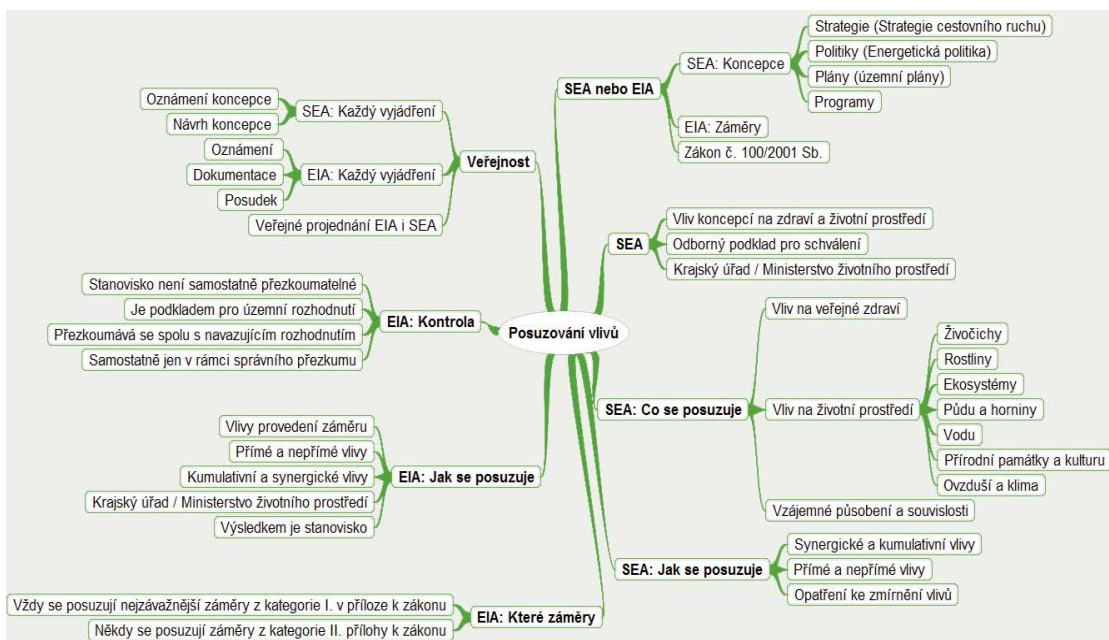 Posuzování vlivů
SEA nebo EIA
SEA: Koncepce
Strategie (Strategie cestovního ruchu)
Politiky (Energetická politika)
Plány (územní plány)
Programy
EIA: Záměry
Zákon č. 100/2001 Sb.
SEA
Vliv koncepcí na zdraví a životní prostředí
Odborný podklad pro schválení
Krajský úřad / Ministerstvo životního prostředí
SEA: Co se posuzuje
Vliv na veřejné zdraví
Vliv na životní prostředí
Živočichy
Rostliny
Ekosystémy
Půdu a horniny
Vodu
Přírodní památky a kulturu
Ovzduší a klima
Vzájemné působení a souvislosti
SEA: Jak se posuzuje
Synergické a kumulativní vlivy
Přímé a nepřímé vlivy
Opatření ke zmírnění vlivů
Veřejnost
SEA: Každý vyjádření
Oznámení koncepce
Návrh koncepce
EIA: Každý vyjádření
Oznámení
Dokumentace
Posudek
Veřejné projednání EIA i SEA
EIA: Kontrola
Stanovisko není samostatně přezkoumatelné
Je podkladem pro územní rozhodnutí
Přezkoumává se spolu s navazujícím rozhodnutím
Samostatně jen v rámci správního přezkumu
EIA: Jak se posuzuje
Vlivy provedení záměru
Přímé a nepřímé vlivy
Kumulativní a synergické vlivy
Krajský úřad / Ministerstvo životního prostředí
Výsledkem je stanovisko
EIA: Které záměry
Vždy se posuzují nejzávažnější záměry z kategorie I. v příloze k zákonu
Někdy se posuzují záměry z kategorie II. přílohy k zákonu